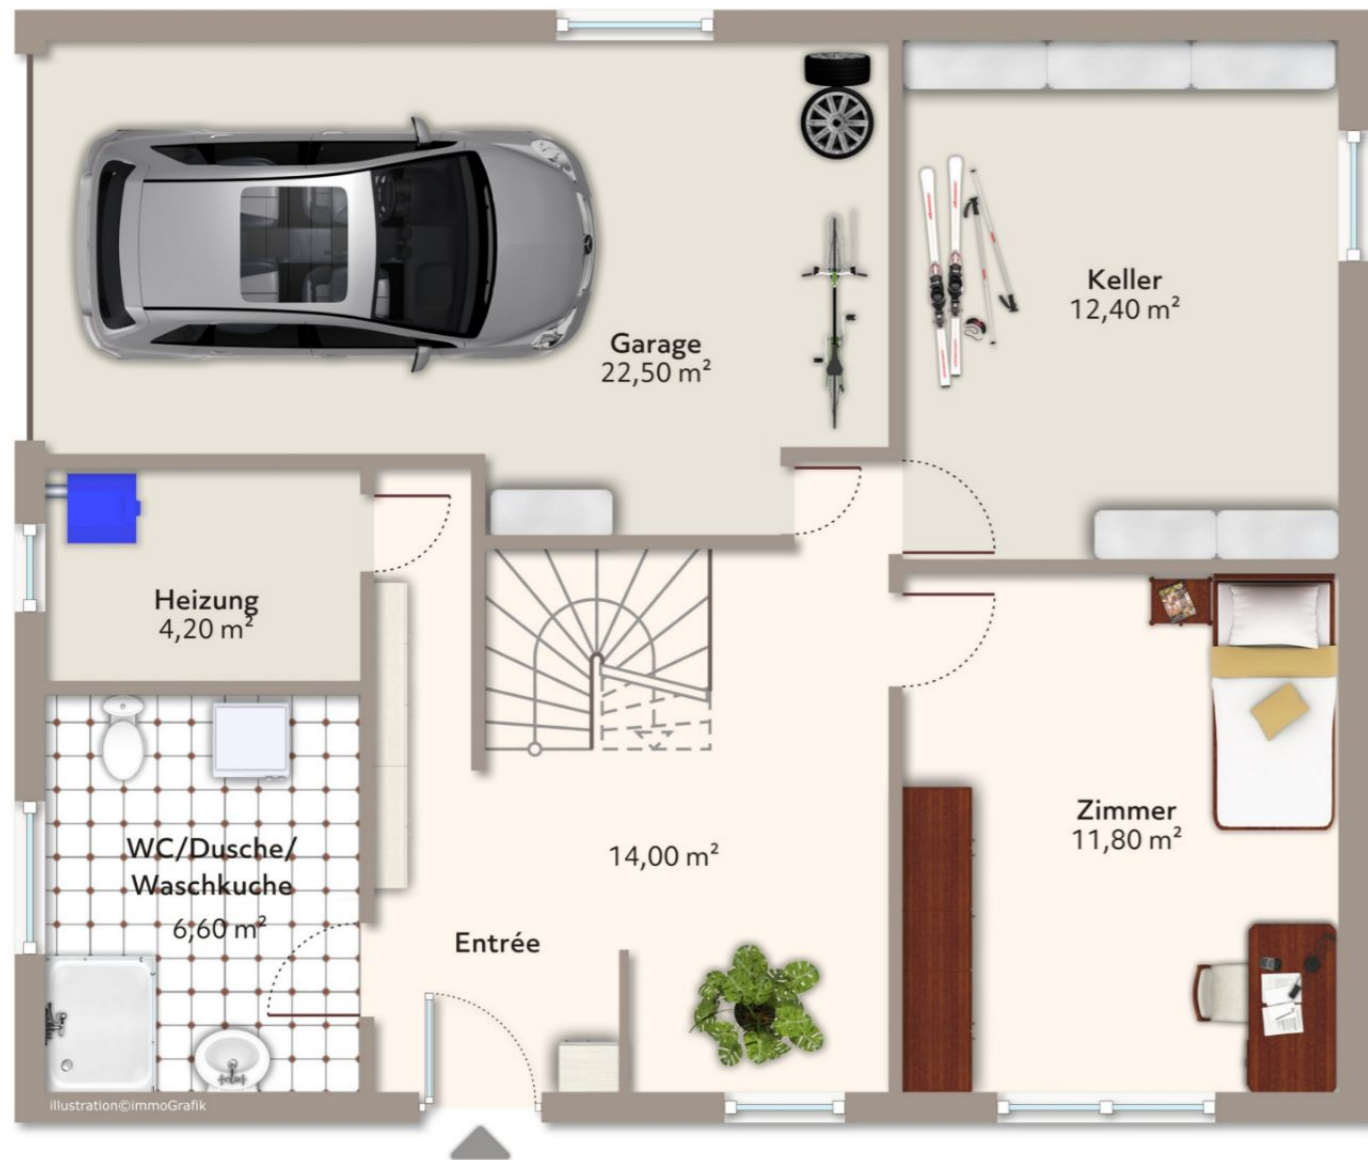 Garage
22,50 m²
Keller
12,40 m²
Heizung
4,20 m²
WC/Dusche/
Waschkuche
6,60 m²
14,00 m²
Entrée
Zimmer
11,80 m²
illustration©immoGrafik